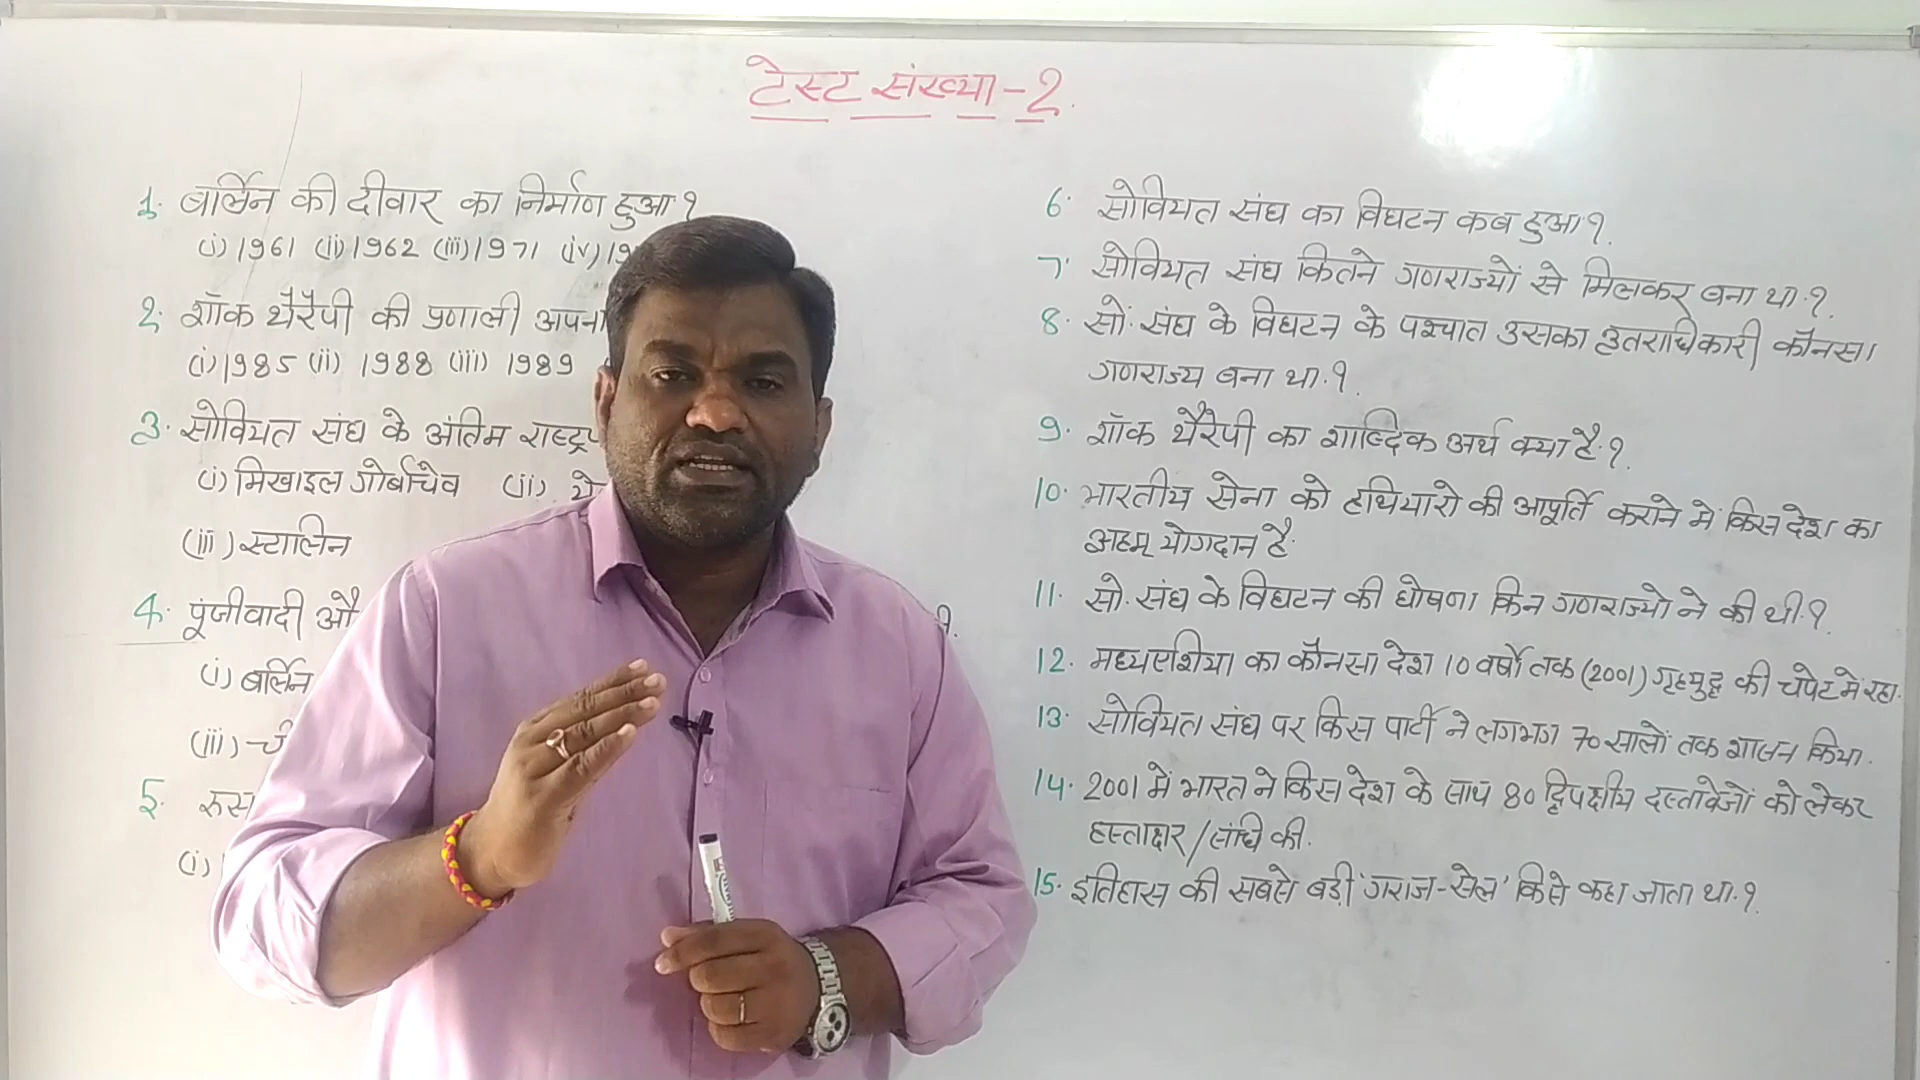 टेस्ट संख्या-2.
1. बर्लिन की दीवार का निर्माण हुआ?
(i) 1961 (ii) 1962 (iii) 1971 (iv)
2. शॉक थैरेपी की प्रणाली
(i) 1985 (ii) 1988 (iii) 1989
3. सोवियत संघ के अंतिम
(i) मिखाइल गोर्बाचेव (ii).
(iii) स्टालिन
4. पूंजीवादी
(i) बर्लिन
(iii)
5.
(i)
6. सोवियत संघ का विघटन कब हुआ?.
7. सोवियत संघ कितने गणराज्यों से मिलकर बना था.?.
8. सो. संघ के विघटन के पश्चात उसका उतराधिकारी कौनसा
गणराज्य बना था.?.
9. शॉक थैरेपी का शाब्दिक अर्थ क्या है.?.
10. भारतीय सेना को हथियारो की आपूर्ति कराने में किस देश का
अहम् योगदान है.
11. सो. संघ के विघटन की घोषणा किन गणराज्यो ने की थी.?.
12. मध्यएशिया का कौनसा देश 10 वर्षों तक (2001) गृहयुद्ध की चपेट में रहा.
13. सोवियत संघ पर किस पार्टी ने लगभग 70 सालों तक शासन किया.
14. 2001 में भारत ने किस देश के साथ 80 द्विपक्षीय दस्तावेजों को लेकर
हस्ताक्षर/संधि की.
15. इतिहास की सबसे बड़ी 'गराज-सेल' किसे कहा जाता था.?.